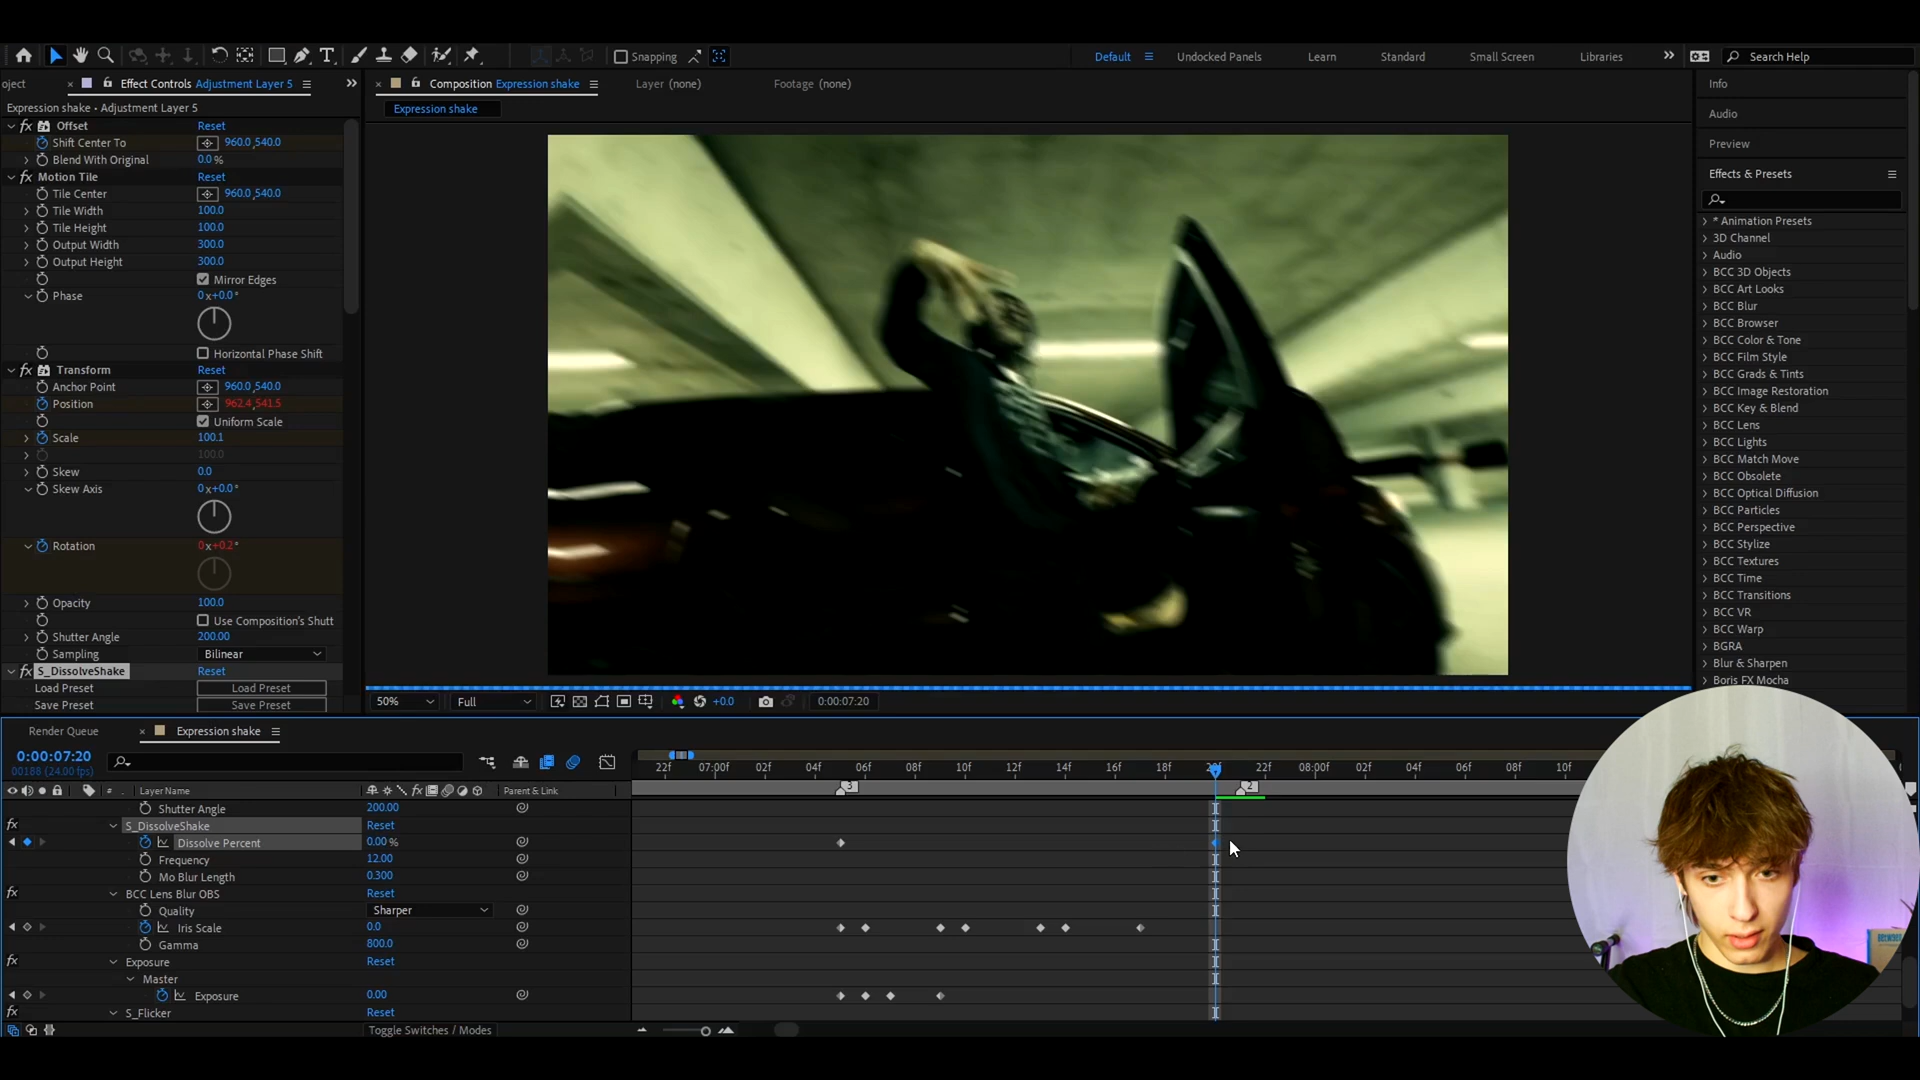 Snapping
Default
Undocked Panels
Learn
Standard
Small Screen
Libraries
Search Help
oject
Effect Controls Adjustment Layer 5
Composition Expression shake
Layer (none)
Footage (none)
Info
Expression shake • Adjustment Layer 5
Expression shake
Audio
Preview
Effects & Presets
Offset Reset
Shift Center To 960.0,540.0
Blend With Original 0.0 %
Motion Tile Reset
Tile Center 960.0,540.0
Tile Width 100.0
Tile Height 100.0
Output Width 300.0
Output Height 300.0
Mirror Edges
Phase 0x+0.0°
Horizontal Phase Shift
Transform Reset
Anchor Point 960.0,540.0
Position 962.4,541.5
Uniform Scale
Scale 100.1
100.0
Skew 0.0
Skew Axis 0x+0.0°
Rotation 0x+0.2°
Opacity 100.0
Use Composition's Shutt
Shutter Angle 200.00
Sampling Bilinear
S_DissolveShake Reset
Load Preset Load Preset
Save Preset Save Preset
* Animation Presets
3D Channel
Audio
BCC 3D Objects
BCC Art Looks
BCC Blur
BCC Browser
BCC Color & Tone
BCC Film Style
BCC Grads & Tints
BCC Image Restoration
BCC Key & Blend
BCC Lens
BCC Lights
BCC Match Move
BCC Obsolete
BCC Optical Diffusion
BCC Particles
BCC Perspective
BCC Stylize
BCC Textures
BCC Time
BCC Transitions
BCC VR
BCC Warp
BGRA
Blur & Sharpen
Boris FX Mocha
50% Full +0.0 0:00:07:20
Render Queue
Expression shake
0:00:07:20
00188 (24.00 fps)
22f 07:00f 02f 04f 06f 08f 10f 12f 14f 16f 18f 20f 22f 08:00f 02f 04f 06f 08f 10f
# Layer Name Parent & Link
3 2
Shutter Angle 200.00
S_DissolveShake Reset
Dissolve Percent 0.00 %
Frequency 12.00
Mo Blur Length 0.300
BCC Lens Blur OBS Reset
Quality Sharper
Iris Scale 0.0
Gamma 800.0
Exposure Reset
Master
Exposure 0.00
S_Flicker Reset
Toggle Switches / Modes